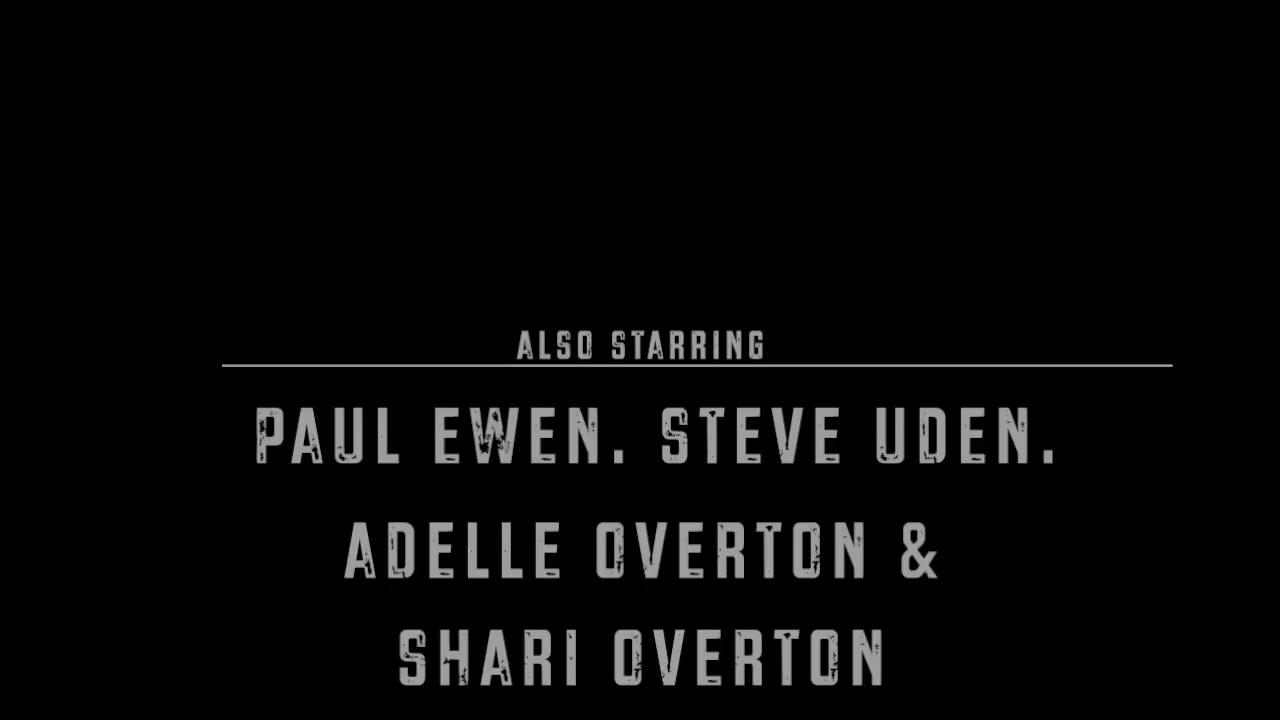 ALSO STARRING
PAUL EWEN. STEVE UDEN.
ADELLE OVERTON &
SHARI OVERTON